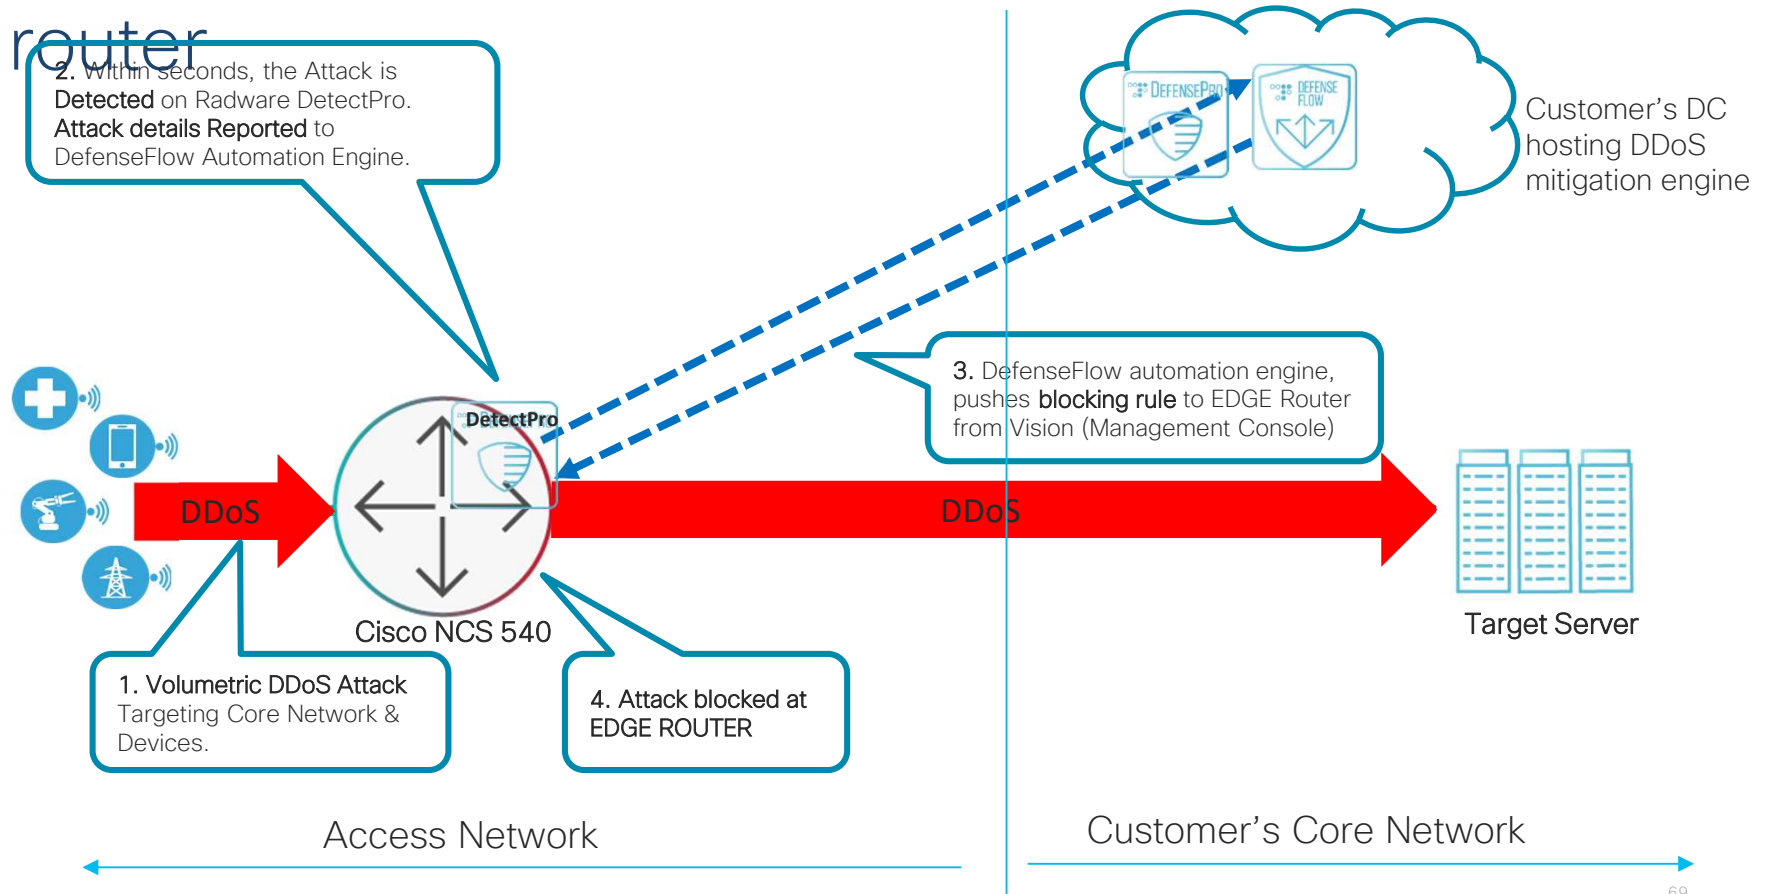 router
2. Within seconds, the Attack is
Detected on Radware DetectPro.
Attack details Reported to
DefenseFlow Automation Engine.
DEFENSEPRO
DEFENSE
FLOW
Customer's DC
hosting DDoS
mitigation engine
3. DefenseFlow automation engine,
pushes blocking rule to EDGE Router
from Vision (Management Console)
DetectPro
DDoS
DDoS
Cisco NCS 540
Target Server
1. Volumetric DDoS Attack
Targeting Core Network &
Devices.
4. Attack blocked at
EDGE ROUTER
Access Network
Customer's Core Network
69